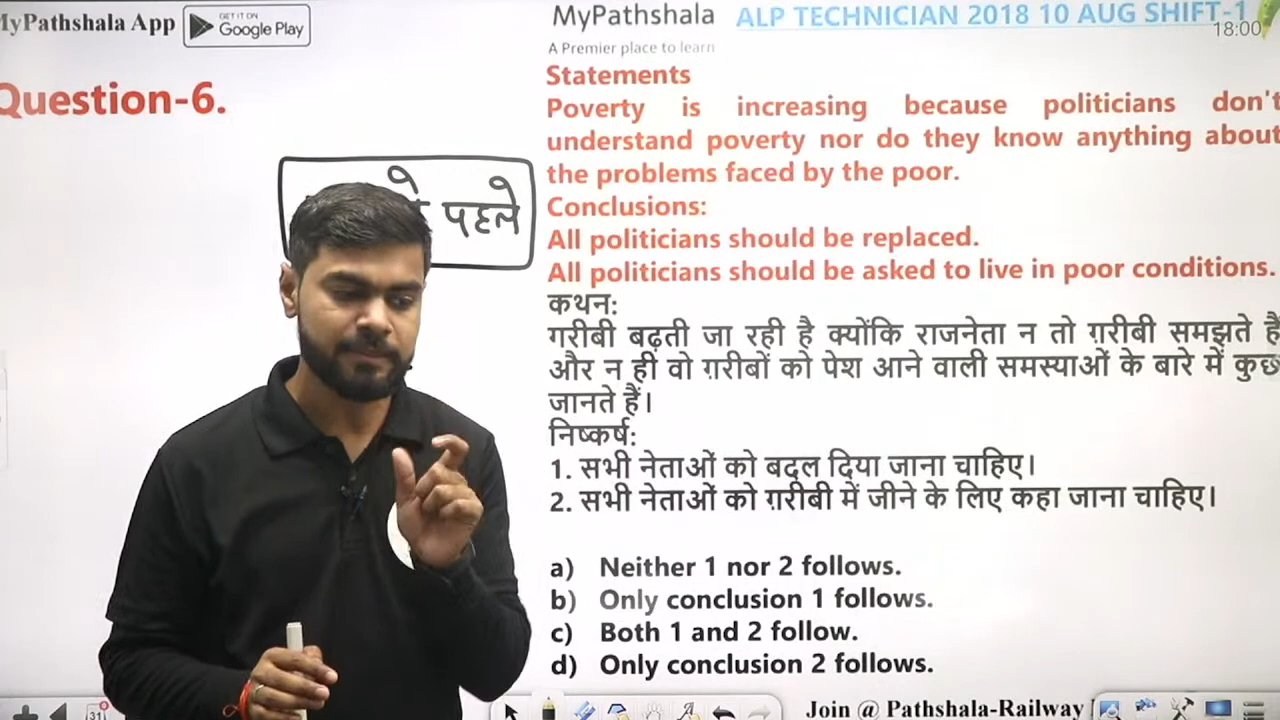 MyPathshala App
GET IT ON
Google Play
MyPathshala
A Premier place to learn
ALP TECHNICIAN 2018 10 AUG SHIFT-1
18:00
Question-6.
पहले
Statements
Poverty is increasing because politicians don't
understand poverty nor do they know anything about
the problems faced by the poor.
Conclusions:
All politicians should be replaced.
All politicians should be asked to live in poor conditions.
कथन:
गरीबी बढ़ती जा रही है क्योंकि राजनेता न तो ग़रीबी समझते हैं
और न ही वो ग़रीबों को पेश आने वाली समस्याओं के बारे में कुछ
जानते हैं।
निष्कर्ष:
1. सभी नेताओं को बदल दिया जाना चाहिए।
2. सभी नेताओं को ग़रीबी में जीने के लिए कहा जाना चाहिए।
a) Neither 1 nor 2 follows.
b) Only conclusion 1 follows.
c) Both 1 and 2 follow.
d) Only conclusion 2 follows.
31
Join @ Pathshala-Railway